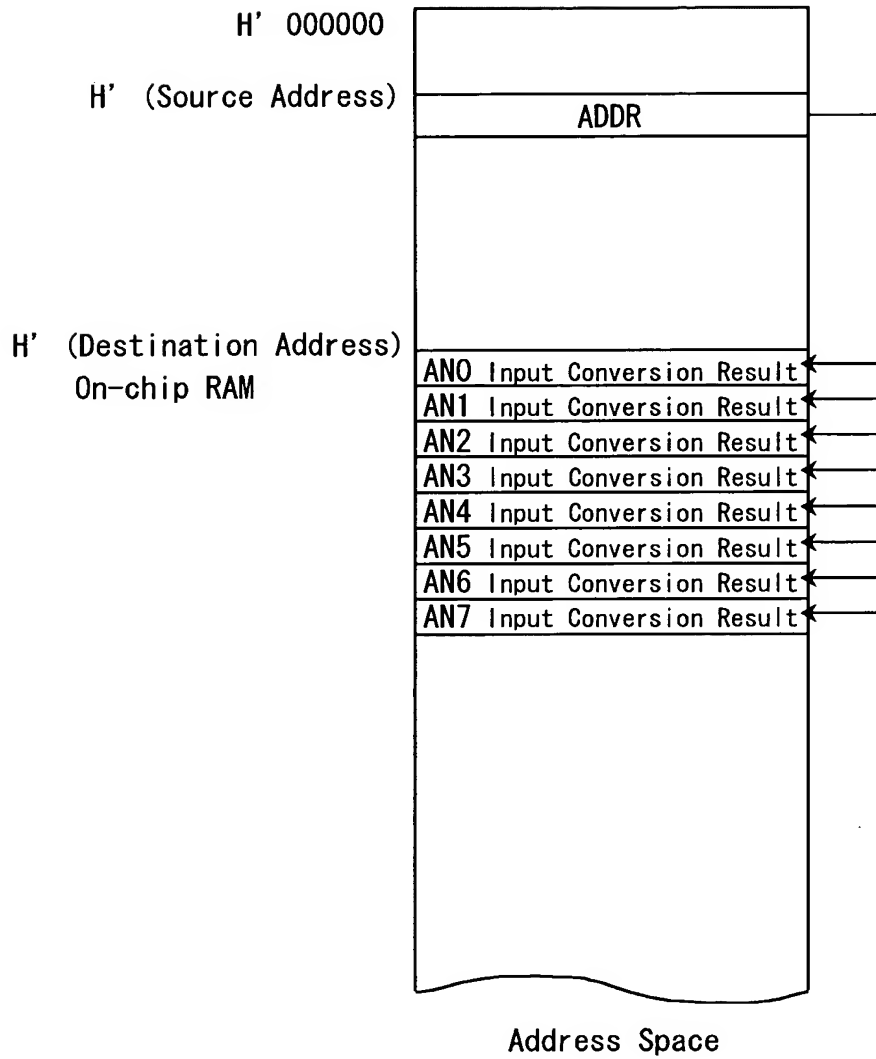 H' 000000
H' (Source Address)
ADDR
H' (Destination Address)
On-chip RAM
AN0 Input Conversion Result
AN1 Input Conversion Result
AN2 Input Conversion Result
AN3 Input Conversion Result
AN4 Input Conversion Result
AN5 Input Conversion Result
AN6 Input Conversion Result
AN7 Input Conversion Result
Address Space